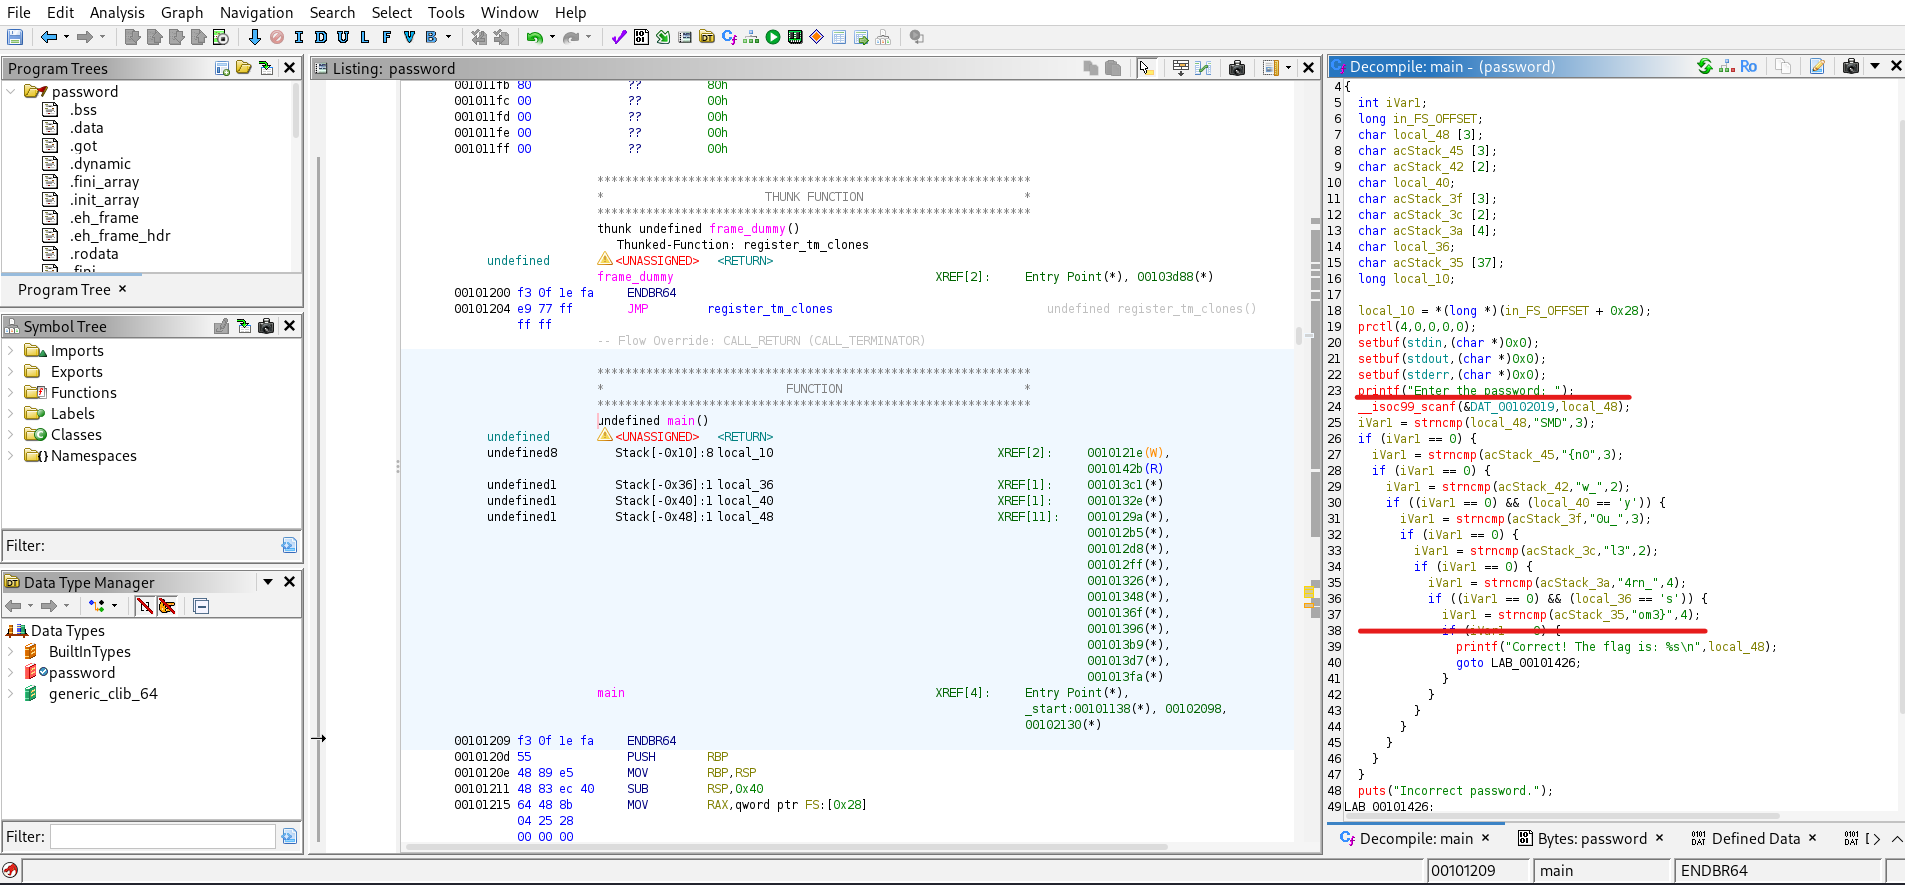 File Edit Analysis Graph Navigation Search Select Tools Window Help
I D U L F V B
Program Trees
password
.bss
.data
.got
.dynamic
.fini_array
.init_array
.eh_frame
.eh_frame_hdr
.rodata
.fini
Program Tree ×
Symbol Tree
Imports
Exports
Functions
Labels
Classes
Namespaces
Filter:
Data Type Manager
Data Types
BuiltInTypes
password
generic_clib_64
Filter:
Listing: password
001011fb 80 ?? 80h
001011fc 00 ?? 00h
001011fd 00 ?? 00h
001011fe 00 ?? 00h
001011ff 00 ?? 00h
**************************************************************
* THUNK FUNCTION *
**************************************************************
thunk undefined frame_dummy()
Thunked-Function: register_tm_clones
undefined <UNASSIGNED> <RETURN>
frame_dummy XREF[2]: Entry Point(*), 00103d88(*)
00101200 f3 0f 1e fa ENDBR64
00101204 e9 77 ff JMP register_tm_clones undefined register_tm_clones()
ff ff
-- Flow Override: CALL_RETURN (CALL_TERMINATOR)
**************************************************************
* FUNCTION *
**************************************************************
undefined main()
undefined <UNASSIGNED> <RETURN>
undefined8 Stack[-0x10]:8 local_10 XREF[2]: 0010121e(W),
0010142b(R)
undefined1 Stack[-0x36]:1 local_36 XREF[1]: 001013c1(*)
undefined1 Stack[-0x40]:1 local_40 XREF[1]: 0010132e(*)
undefined1 Stack[-0x48]:1 local_48 XREF[11]: 0010129a(*),
001012b5(*),
001012d8(*),
001012ff(*),
00101326(*),
00101348(*),
0010136f(*),
00101396(*),
001013b9(*),
001013d7(*),
001013fa(*)
main XREF[4]: Entry Point(*),
_start:00101138(*), 00102098,
00102130(*)
00101209 f3 0f 1e fa ENDBR64
0010120d 55 PUSH RBP
0010120e 48 89 e5 MOV RBP,RSP
00101211 48 83 ec 40 SUB RSP,0x40
00101215 64 48 8b MOV RAX,qword ptr FS:[0x28]
04 25 28
00 00 00
Decompile: main - (password)
Ro
4 {
5 int iVar1;
6 long in_FS_OFFSET;
7 char local_48 [3];
8 char acStack_45 [3];
9 char acStack_42 [2];
10 char local_40;
11 char acStack_3f [3];
12 char acStack_3c [2];
13 char acStack_3a [4];
14 char local_36;
15 char acStack_35 [37];
16 long local_10;
17
18 local_10 = *(long *)(in_FS_OFFSET + 0x28);
19 prctl(4,0,0,0,0);
20 setbuf(stdin,(char *)0x0);
21 setbuf(stdout,(char *)0x0);
22 setbuf(stderr,(char *)0x0);
23 printf("Enter the password: ");
24 __isoc99_scanf(&DAT_00102019,local_48);
25 iVar1 = strncmp(local_48,"SMD",3);
26 if (iVar1 == 0) {
27 iVar1 = strncmp(acStack_45,"{n0",3);
28 if (iVar1 == 0) {
29 iVar1 = strncmp(acStack_42,"w_",2);
30 if ((iVar1 == 0) && (local_40 == 'y')) {
31 iVar1 = strncmp(acStack_3f,"0u_",3);
32 if (iVar1 == 0) {
33 iVar1 = strncmp(acStack_3c,"l3",2);
34 if (iVar1 == 0) {
35 iVar1 = strncmp(acStack_3a,"4rn_",4);
36 if ((iVar1 == 0) && (local_36 == 's')) {
37 iVar1 = strncmp(acStack_35,"om3}",4);
38 if (iVar1 == 0) {
39 printf("Correct! The flag is: %s\n",local_48);
40 goto LAB_00101426;
41 }
42 }
43 }
44 }
45 }
46 }
47 }
48 puts("Incorrect password.");
49 LAB_00101426:
Decompile: main × Bytes: password × Defined Data ×
00101209 main ENDBR64